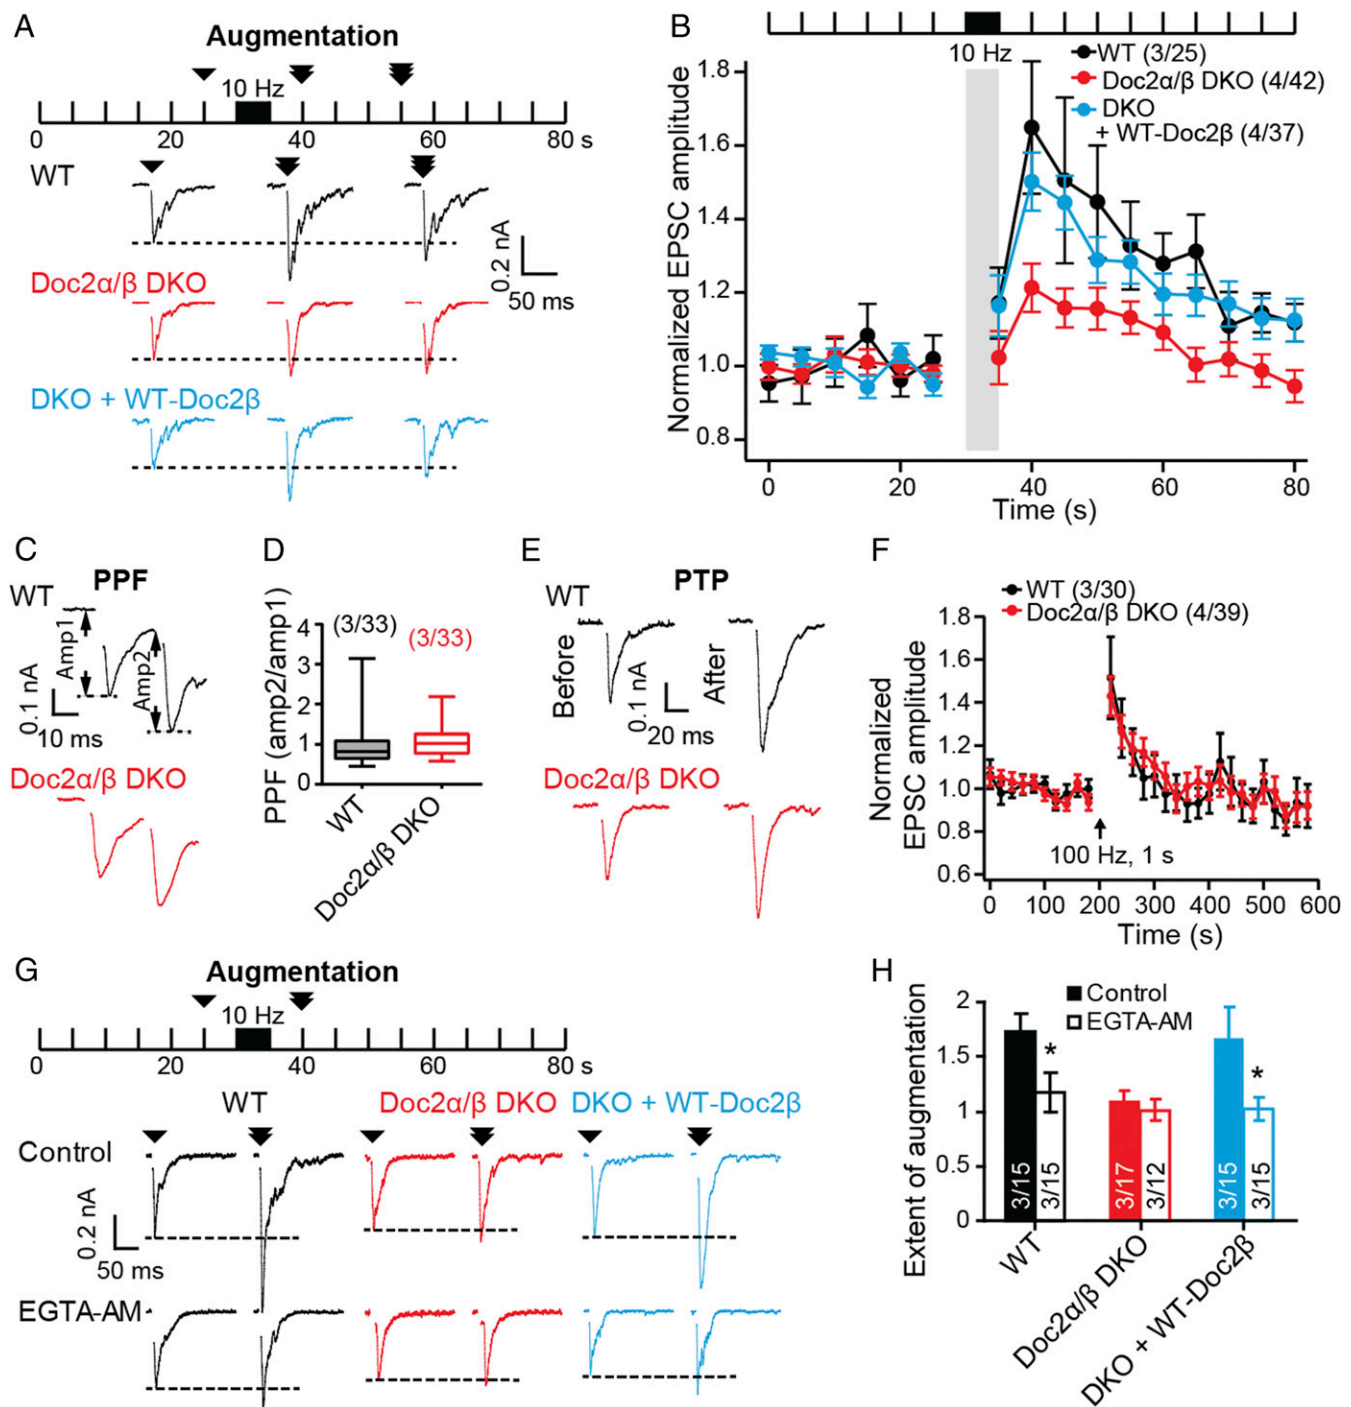 A
Augmentation
10 Hz
0 20 40 60 80 s
WT
Doc2α/β DKO
DKO + WT-Doc2β
0.2 nA
50 ms
B
10 Hz
WT (3/25)
Doc2α/β DKO (4/42)
DKO
+ WT-Doc2β (4/37)
Normalized EPSC amplitude
1.8
1.6
1.4
1.2
1.0
0.8
0 20 40 60 80
Time (s)
C
PPF
WT
Amp1
Amp2
0.1 nA
10 ms
Doc2α/β DKO
D
PPF (amp2/amp1)
4
3
2
1
0
(3/33)
(3/33)
WT
Doc2α/β DKO
E
PTP
WT
Before
After
0.1 nA
20 ms
Doc2α/β DKO
F
WT (3/30)
Doc2α/β DKO (4/39)
Normalized
EPSC amplitude
1.8
1.6
1.4
1.2
1.0
0.8
0.6
100 Hz, 1 s
0 100 200 300 400 500 600
Time (s)
G
Augmentation
10 Hz
0 20 40 60 80 s
WT
Doc2α/β DKO
DKO + WT-Doc2β
Control
0.2 nA
50 ms
EGTA-AM
H
Control
EGTA-AM
Extent of augmentation
2
1.5
1
0.5
0
*
*
3/15
3/15
3/17
3/12
3/15
3/15
WT
Doc2α/β DKO
DKO + WT-Doc2β